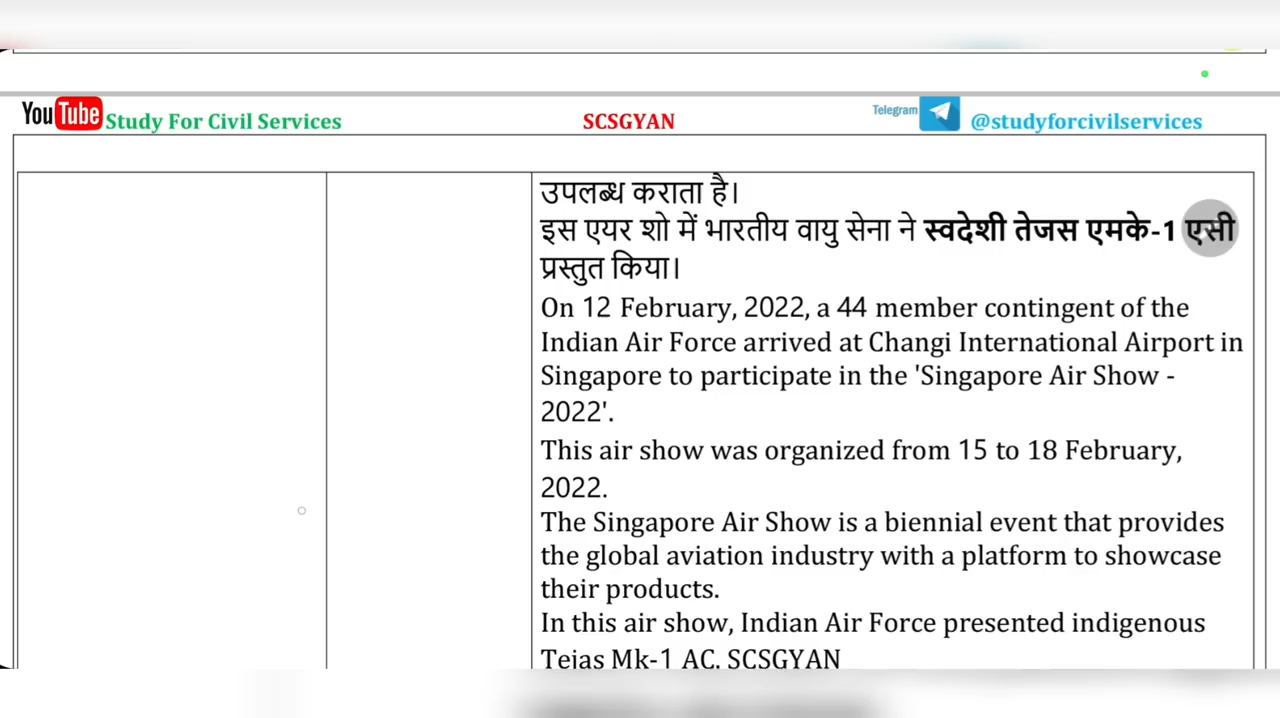 YouTube Study For Civil Services SCSGYAN Telegram @studyforcivilservices
उपलब्ध कराता है।
इस एयर शो में भारतीय वायु सेना ने स्वदेशी तेजस एमके-1 एसी
प्रस्तुत किया।
On 12 February, 2022, a 44 member contingent of the
Indian Air Force arrived at Changi International Airport in
Singapore to participate in the 'Singapore Air Show -
2022'.
This air show was organized from 15 to 18 February,
2022.
The Singapore Air Show is a biennial event that provides
the global aviation industry with a platform to showcase
their products.
In this air show, Indian Air Force presented indigenous
Tejas Mk-1 AC. SCSGYAN